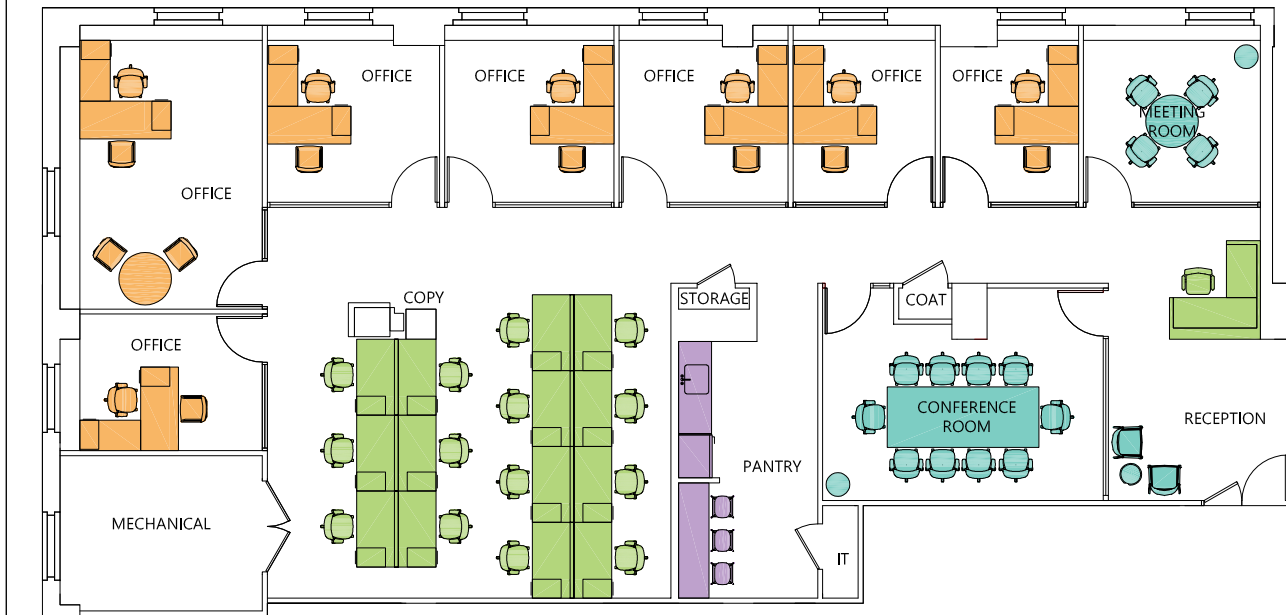 OFFICE
OFFICE
OFFICE
OFFICE
OFFICE
MEETING
ROOM
OFFICE
COPY
STORAGE
COAT
OFFICE
CONFERENCE
ROOM
RECEPTION
PANTRY
MECHANICAL
IT